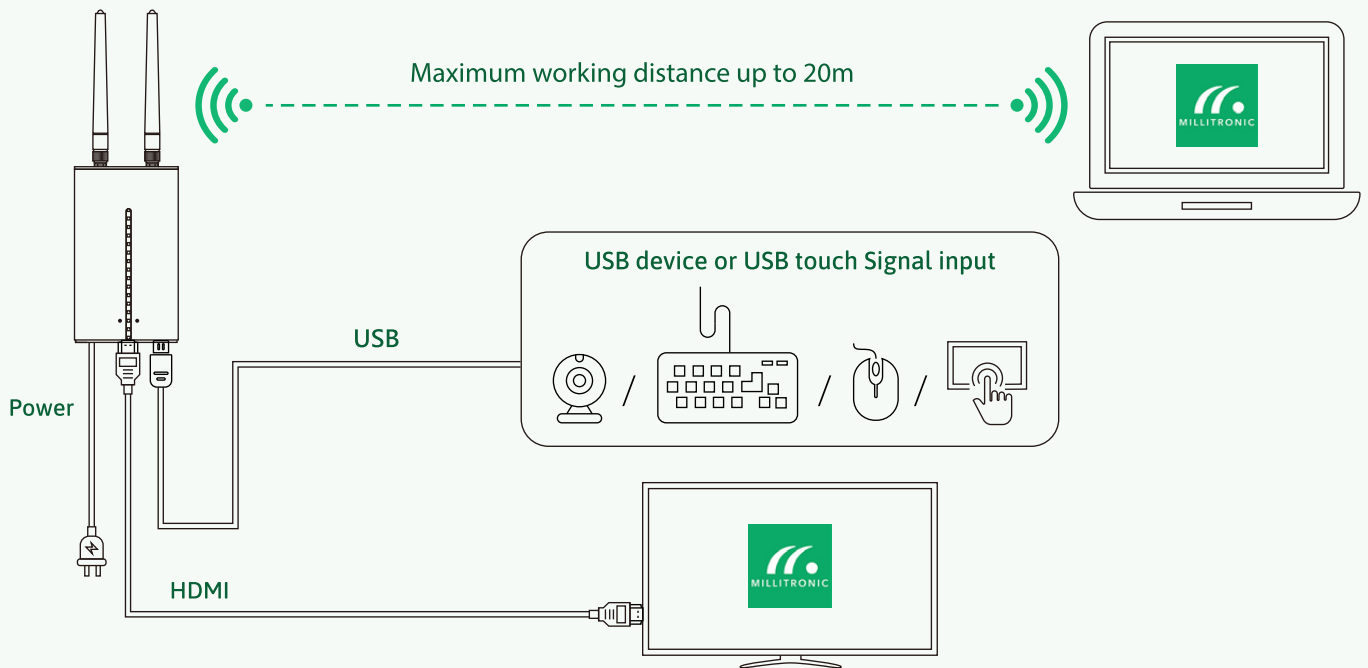 Maximum working distance up to 20m
MILLITRONIC
USB device or USB touch Signal input
USB
/ / /
Power
MILLITRONIC
HDMI